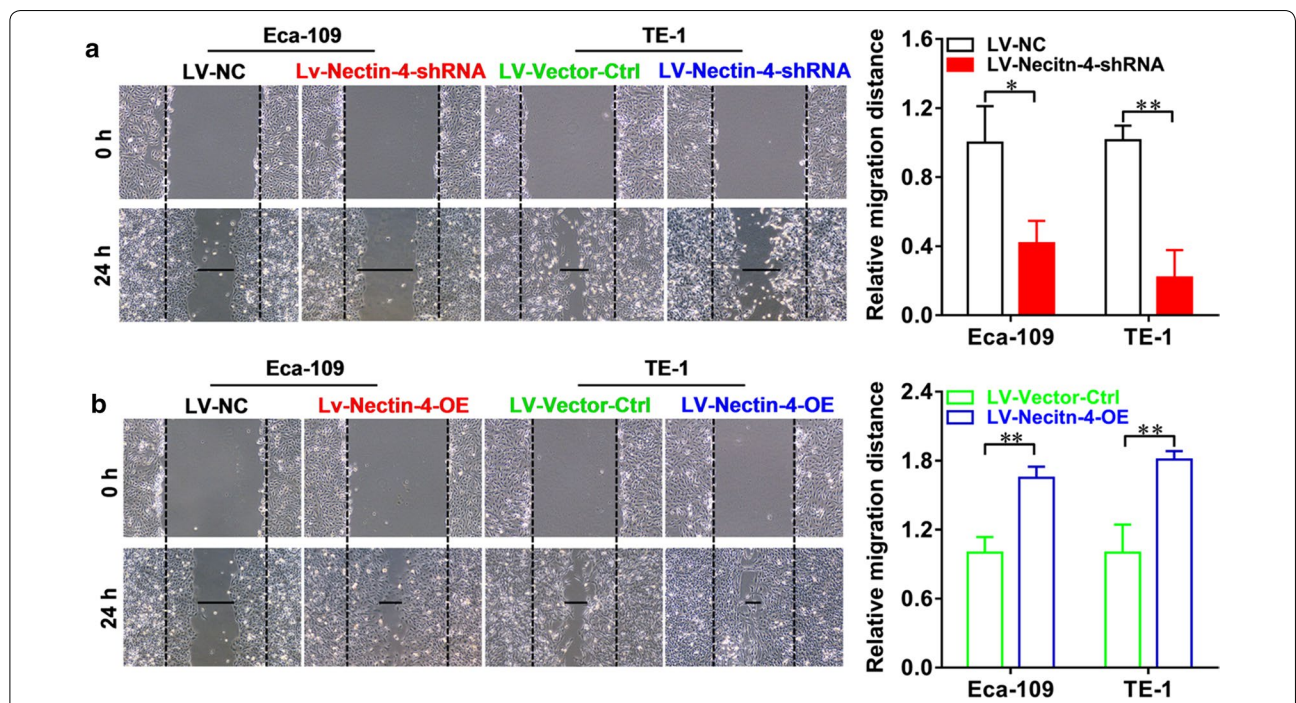 a
Eca-109
TE-1
LV-NC
Lv-Nectin-4-shRNA
LV-Vector-Ctrl
LV-Nectin-4-shRNA
0 h
24 h
Relative migration distance
1.6
1.2
0.8
0.4
0.0
LV-NC
LV-Necitn-4-shRNA
*
**
Eca-109
TE-1
b
Eca-109
TE-1
LV-NC
Lv-Nectin-4-OE
LV-Vector-Ctrl
LV-Nectin-4-OE
0 h
24 h
Relative migration distance
2.4
1.8
1.2
0.6
0.0
LV-Vector-Ctrl
LV-Necitn-4-OE
**
**
Eca-109
TE-1